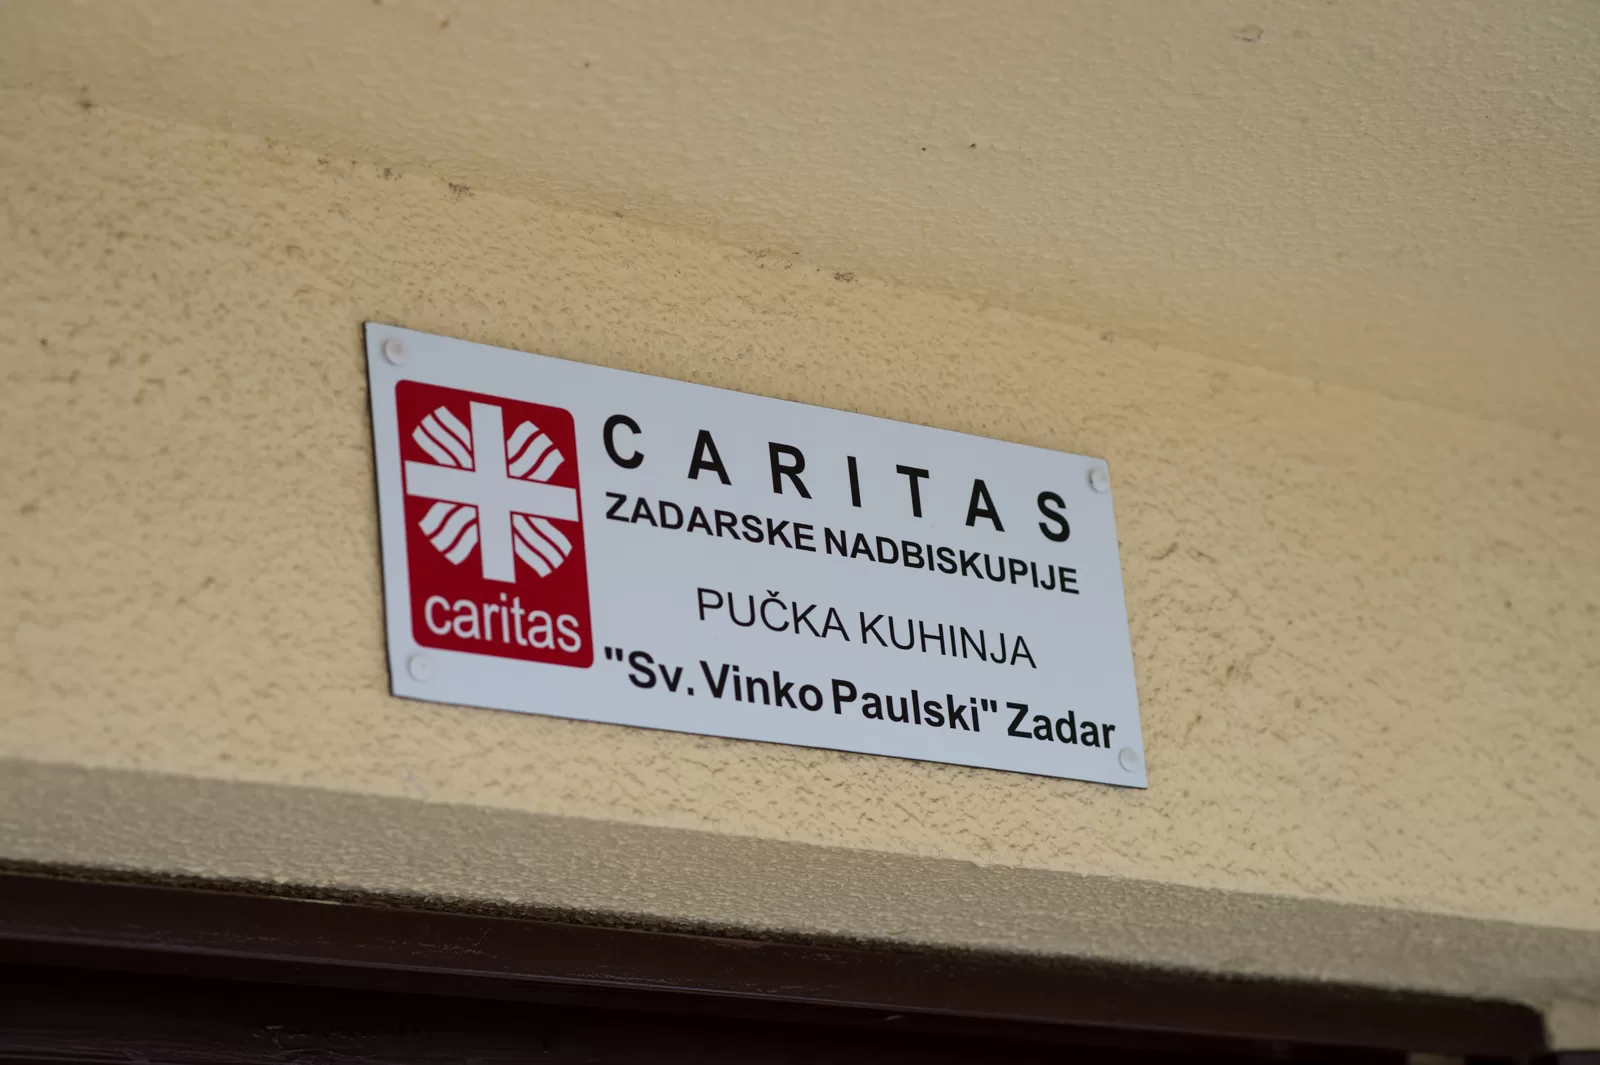 caritas
CARITAS
ZADARSKE NADBISKUPIJE
PUČKA KUHINJA
"Sv. Vinko Paulski" Zadar